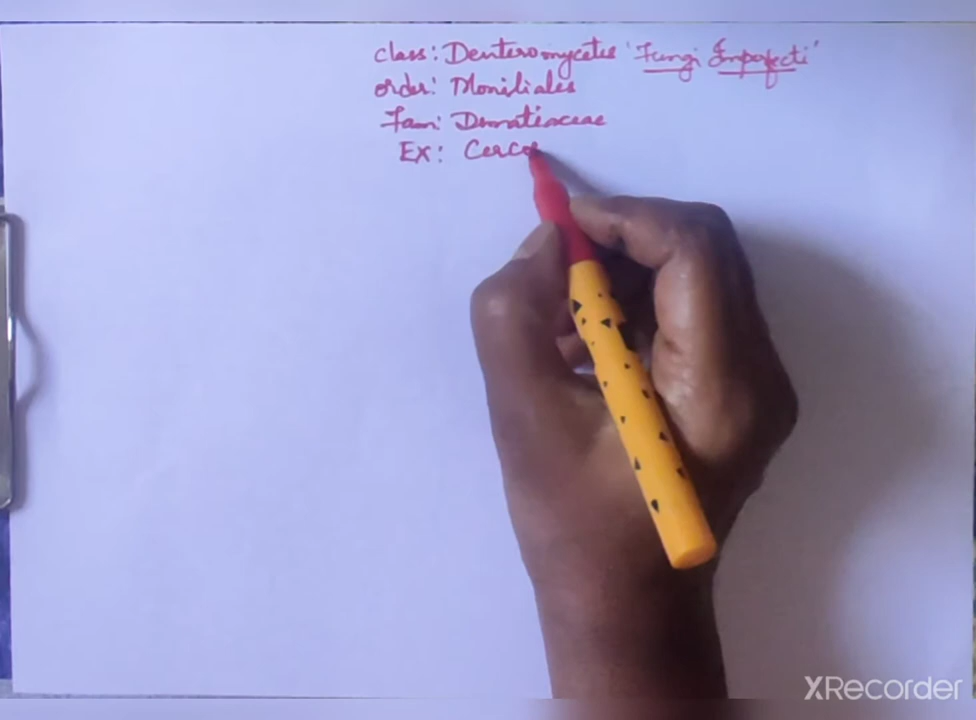 class: Deuteromycetes 'Fungi Imperfecti'
order: Moniliales
Fam: Dematiaceae
Ex: Cerco
XRecorder